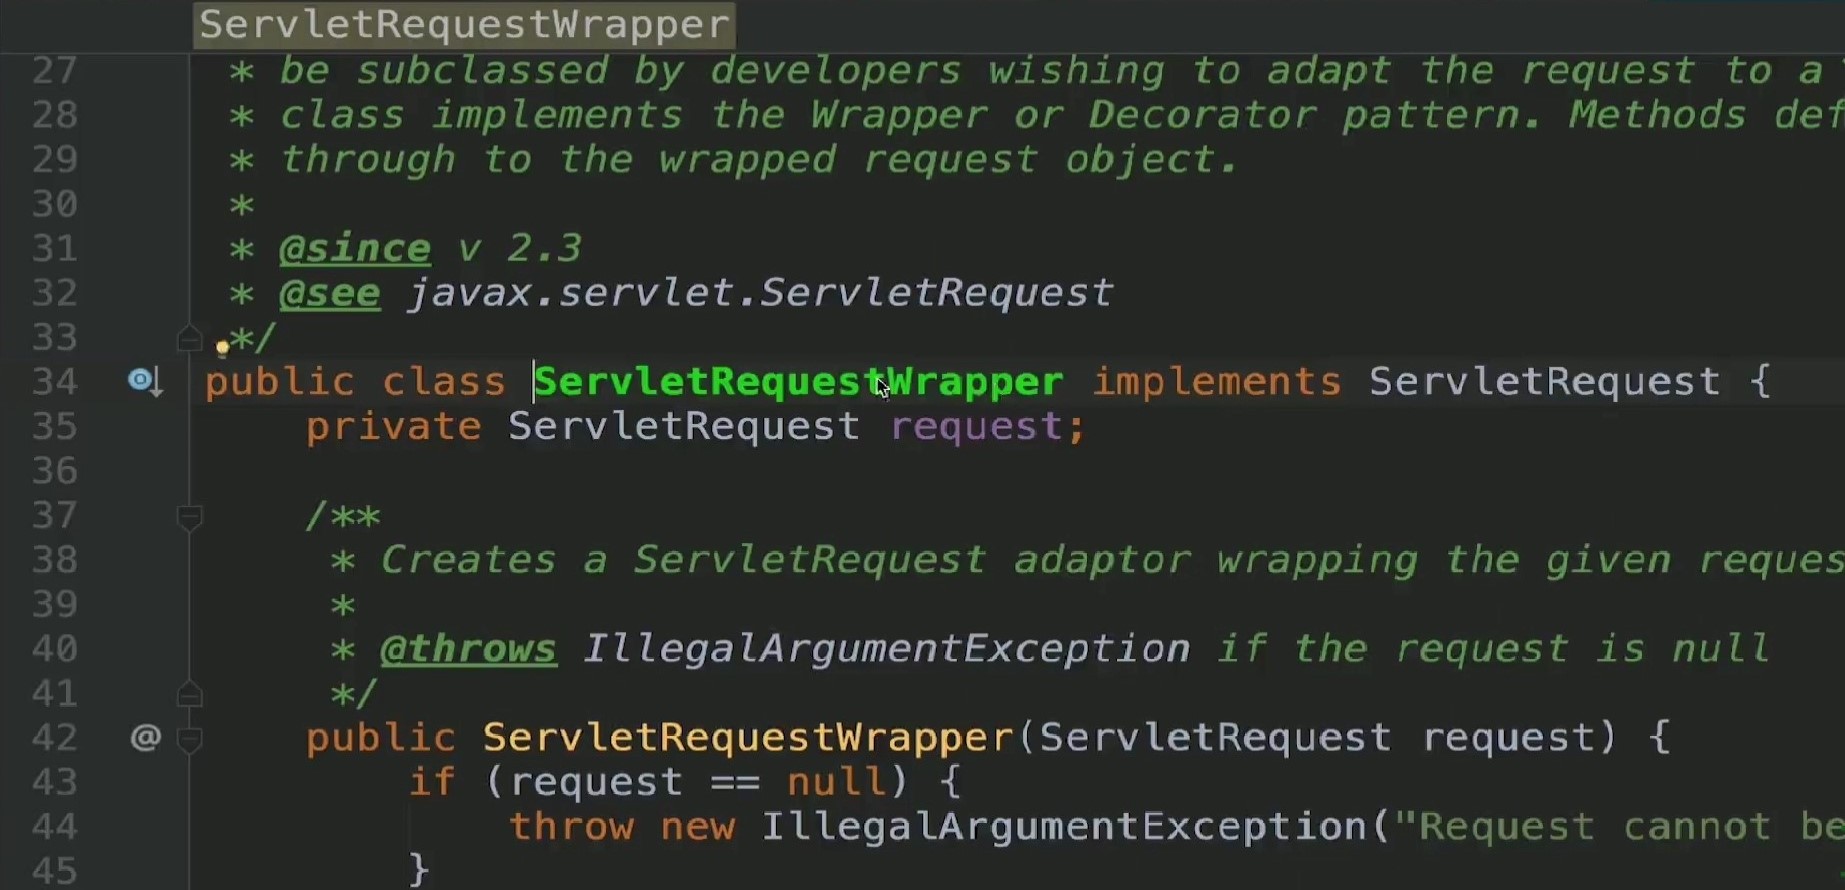 ServletRequestWrapper
27 * be subclassed by developers wishing to adapt the request to a
28 * class implements the Wrapper or Decorator pattern. Methods def
29 * through to the wrapped request object.
30 *
31 * @since v 2.3
32 * @see javax.servlet.ServletRequest
33 */
34 public class ServletRequestWrapper implements ServletRequest {
35 private ServletRequest request;
36
37 /**
38 * Creates a ServletRequest adaptor wrapping the given reques
39 *
40 * @throws IllegalArgumentException if the request is null
41 */
42 @ public ServletRequestWrapper(ServletRequest request) {
43 if (request == null) {
44 throw new IllegalArgumentException("Request cannot be
45 }